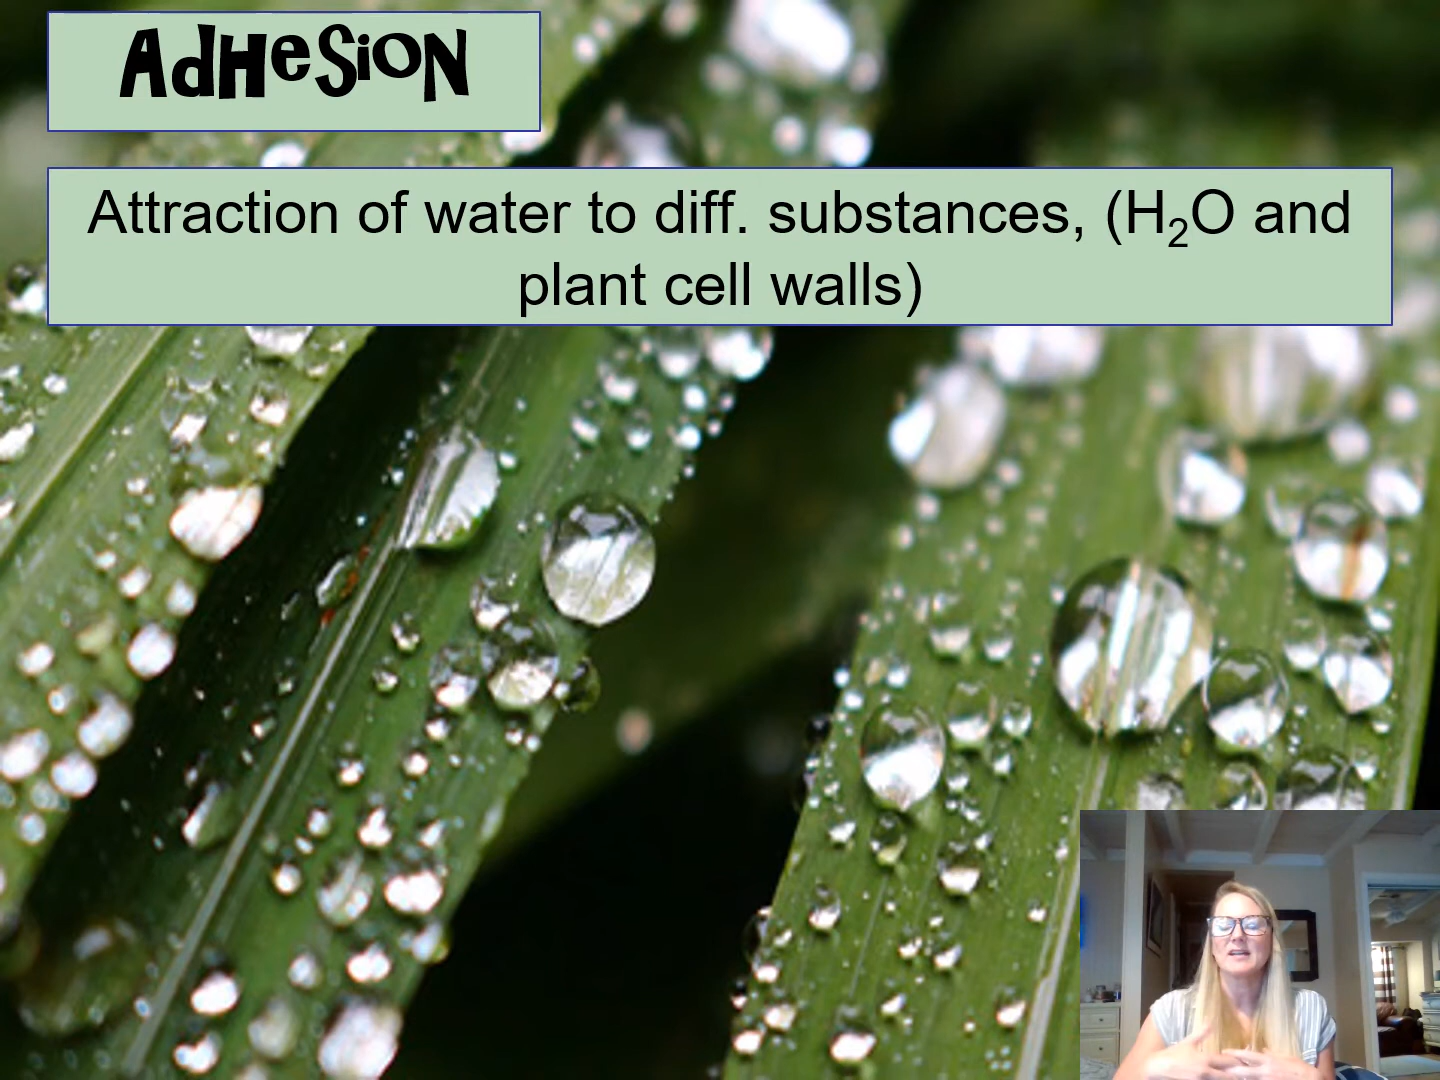 AdHeSioN
Attraction of water to diff. substances, (H₂O and
plant cell walls)